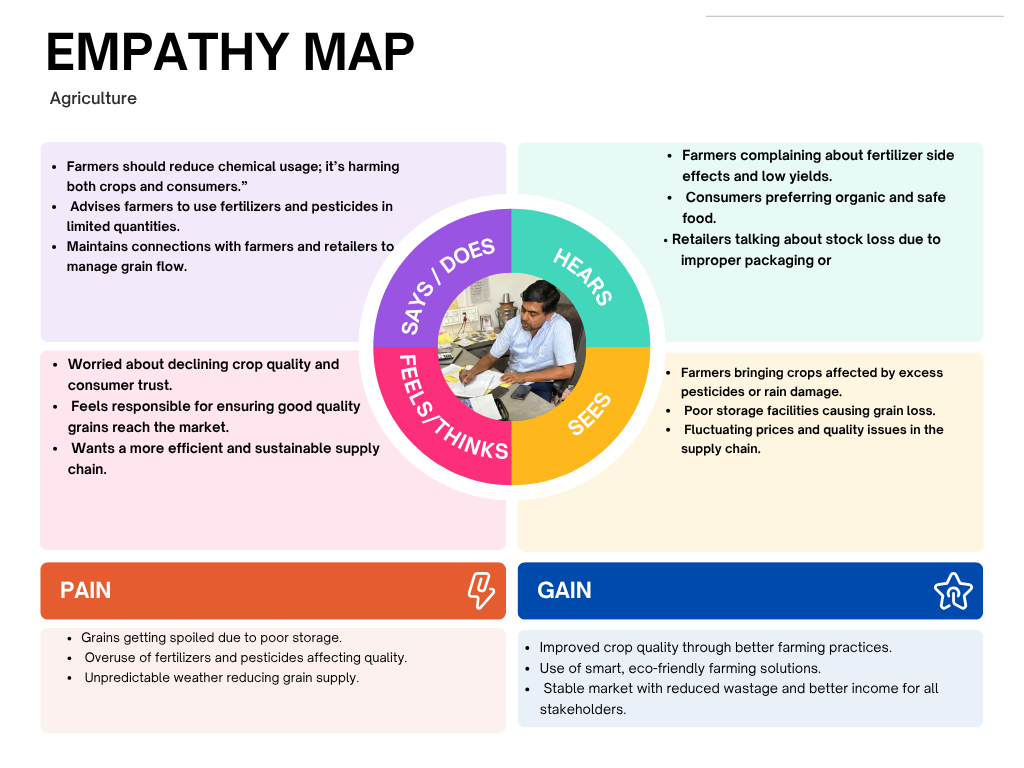 EMPATHY MAP
Agriculture
• Farmers should reduce chemical usage; it’s harming
both crops and consumers.”
• Advises farmers to use fertilizers and pesticides in
limited quantities.
• Maintains connections with farmers and retailers to
manage grain flow.
• Farmers complaining about fertilizer side
effects and low yields.
• Consumers preferring organic and safe
food.
• Retailers talking about stock loss due to
improper packaging or
SAYS / DOES
HEARS
FEELS/THINKS
SEES
• Worried about declining crop quality and
consumer trust.
• Feels responsible for ensuring good quality
grains reach the market.
• Wants a more efficient and sustainable supply
chain.
• Farmers bringing crops affected by excess
pesticides or rain damage.
• Poor storage facilities causing grain loss.
• Fluctuating prices and quality issues in the
supply chain.
PAIN
• Grains getting spoiled due to poor storage.
• Overuse of fertilizers and pesticides affecting quality.
• Unpredictable weather reducing grain supply.
GAIN
• Improved crop quality through better farming practices.
• Use of smart, eco-friendly farming solutions.
• Stable market with reduced wastage and better income for all
stakeholders.